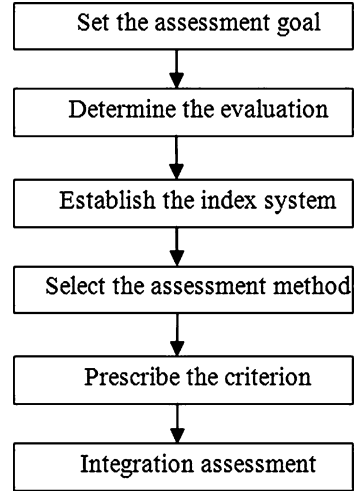 Set the assessment goal
Determine the evaluation
Establish the index system
Select the assessment method
Prescribe the criterion
Integration assessment